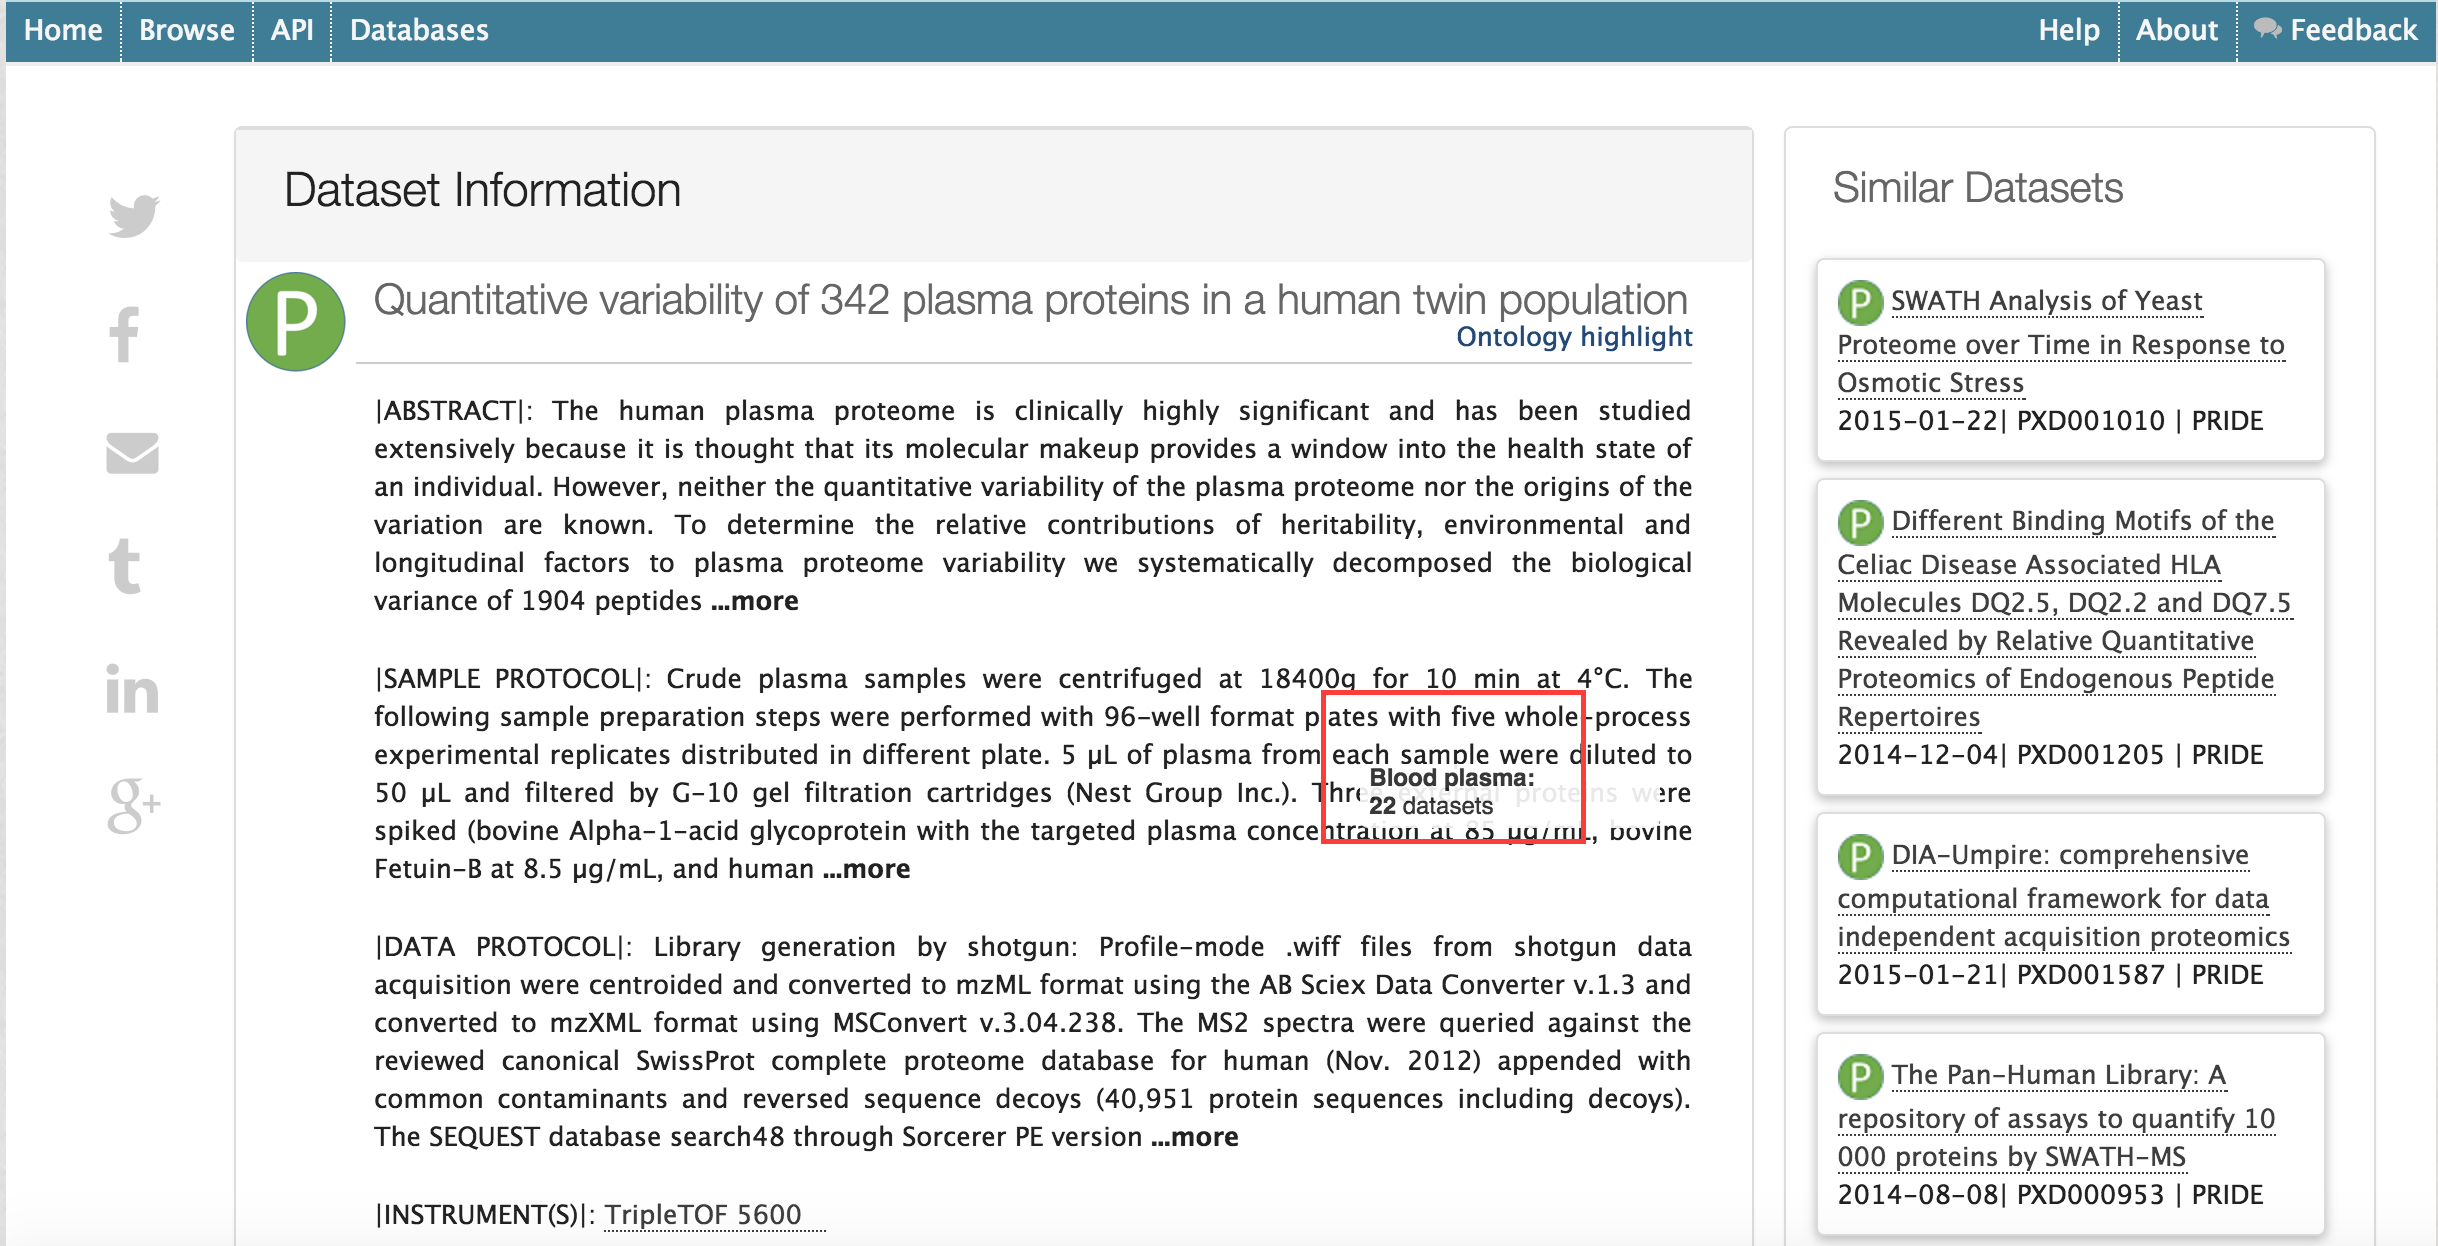 Home Browse API Databases Help About Feedback
Dataset Information
P
Quantitative variability of 342 plasma proteins in a human twin population
Ontology highlight
|ABSTRACT|: The human plasma proteome is clinically highly significant and has been studied
extensively because it is thought that its molecular makeup provides a window into the health state of
an individual. However, neither the quantitative variability of the plasma proteome nor the origins of the
variation are known. To determine the relative contributions of heritability, environmental and
longitudinal factors to plasma proteome variability we systematically decomposed the biological
variance of 1904 peptides ...more
|SAMPLE PROTOCOL|: Crude plasma samples were centrifuged at 18400g for 10 min at 4°C. The
following sample preparation steps were performed with 96-well format plates with five whole-process
experimental replicates distributed in different plate. 5 μL of plasma from each sample were diluted to
50 μL and filtered by G-10 gel filtration cartridges (Nest Group Inc.). Three external proteins were
spiked (bovine Alpha-1-acid glycoprotein with the targeted plasma concentration at 85 μg/mL, bovine
Fetuin-B at 8.5 μg/mL, and human ...more
Blood plasma:
22 datasets
|DATA PROTOCOL|: Library generation by shotgun: Profile-mode .wiff files from shotgun data
acquisition were centroided and converted to mzML format using the AB Sciex Data Converter v.1.3 and
converted to mzXML format using MSConvert v.3.04.238. The MS2 spectra were queried against the
reviewed canonical SwissProt complete proteome database for human (Nov. 2012) appended with
common contaminants and reversed sequence decoys (40,951 protein sequences including decoys).
The SEQUEST database search48 through Sorcerer PE version ...more
|INSTRUMENT(S)|: TripleTOF 5600
Similar Datasets
P SWATH Analysis of Yeast
Proteome over Time in Response to
Osmotic Stress
2015-01-22| PXD001010 | PRIDE
P Different Binding Motifs of the
Celiac Disease Associated HLA
Molecules DQ2.5, DQ2.2 and DQ7.5
Revealed by Relative Quantitative
Proteomics of Endogenous Peptide
Repertoires
2014-12-04| PXD001205 | PRIDE
P DIA-Umpire: comprehensive
computational framework for data
independent acquisition proteomics
2015-01-21| PXD001587 | PRIDE
P The Pan-Human Library: A
repository of assays to quantify 10
000 proteins by SWATH-MS
2014-08-08| PXD000953 | PRIDE